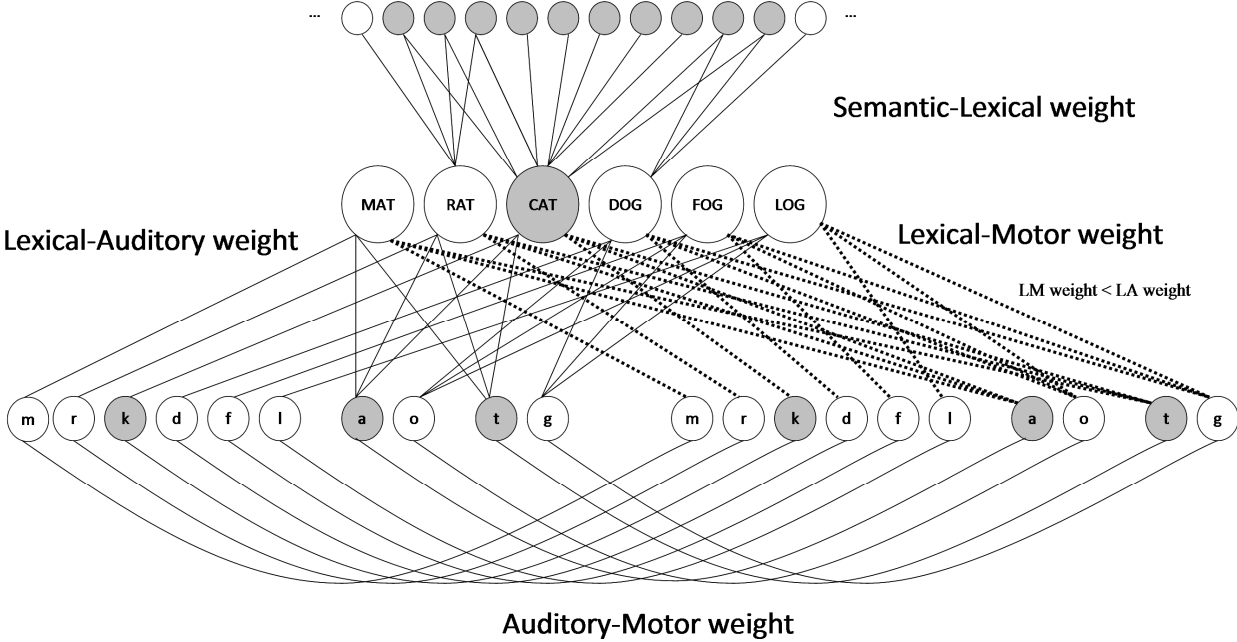 ... ...
Semantic-Lexical weight
MAT RAT CAT DOG FOG LOG
Lexical-Auditory weight
Lexical-Motor weight
LM weight < LA weight
m r k d f l a o t g m r k d f l a o t g
Auditory-Motor weight